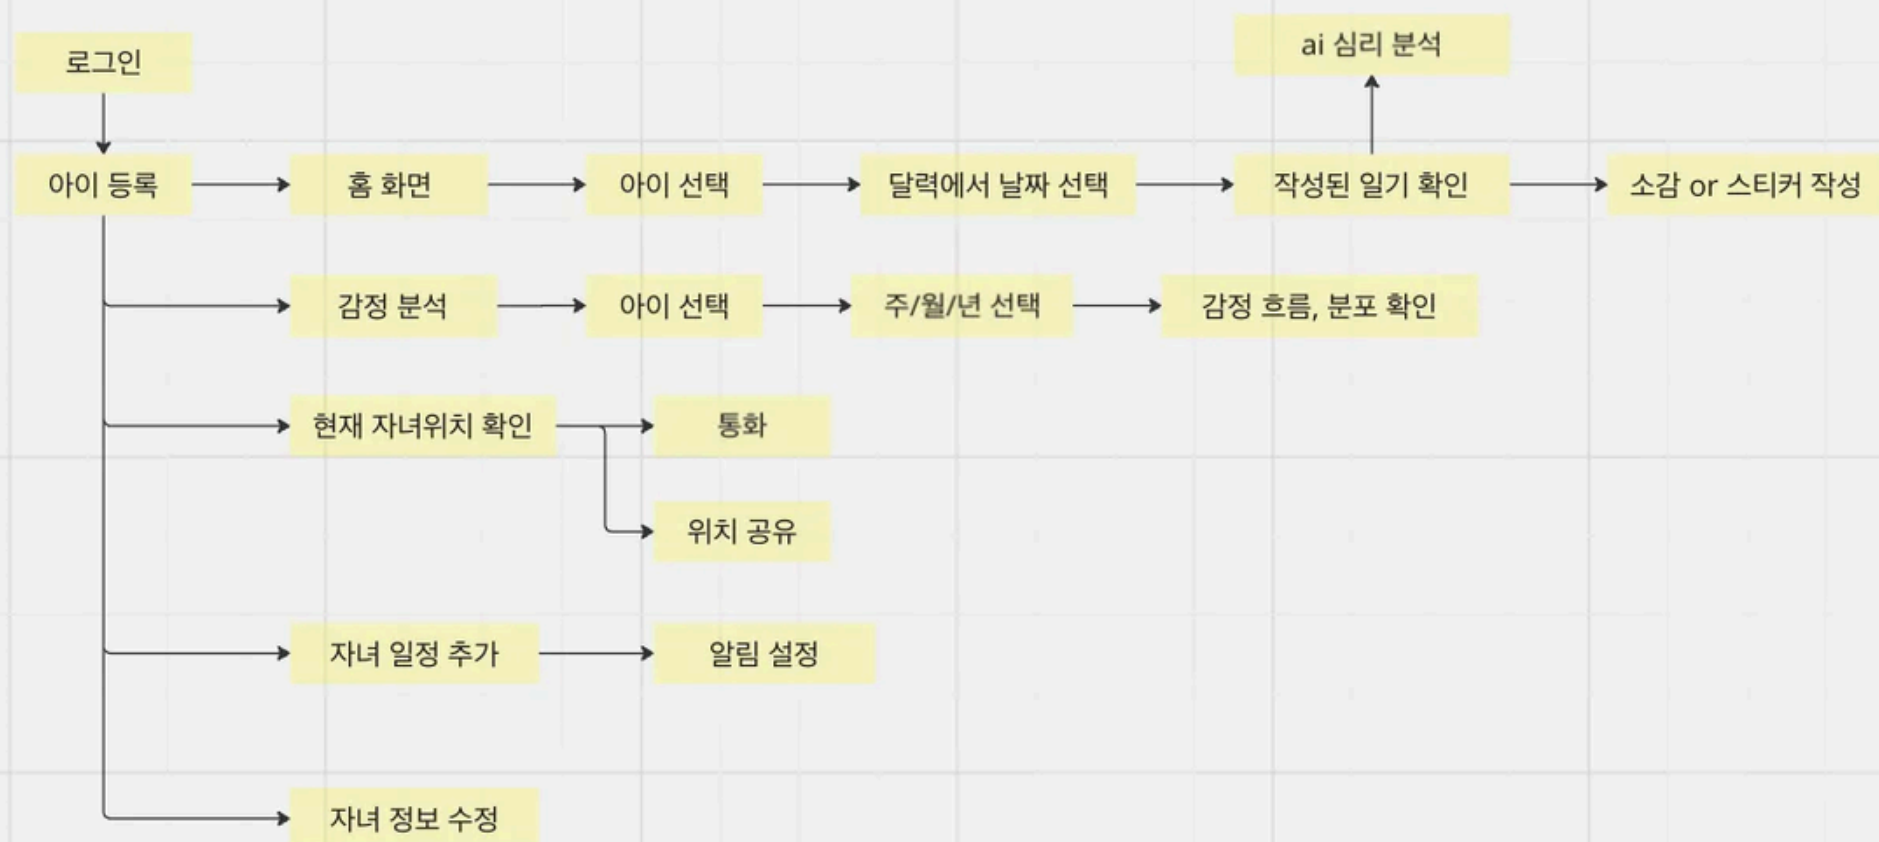 로그인
ai 심리 분석
아이 등록
홈 화면
아이 선택
달력에서 날짜 선택
작성된 일기 확인
소감 or 스티커 작성
감정 분석
아이 선택
주/월/년 선택
감정 흐름, 분포 확인
현재 자녀위치 확인
통화
위치 공유
자녀 일정 추가
알림 설정
자녀 정보 수정